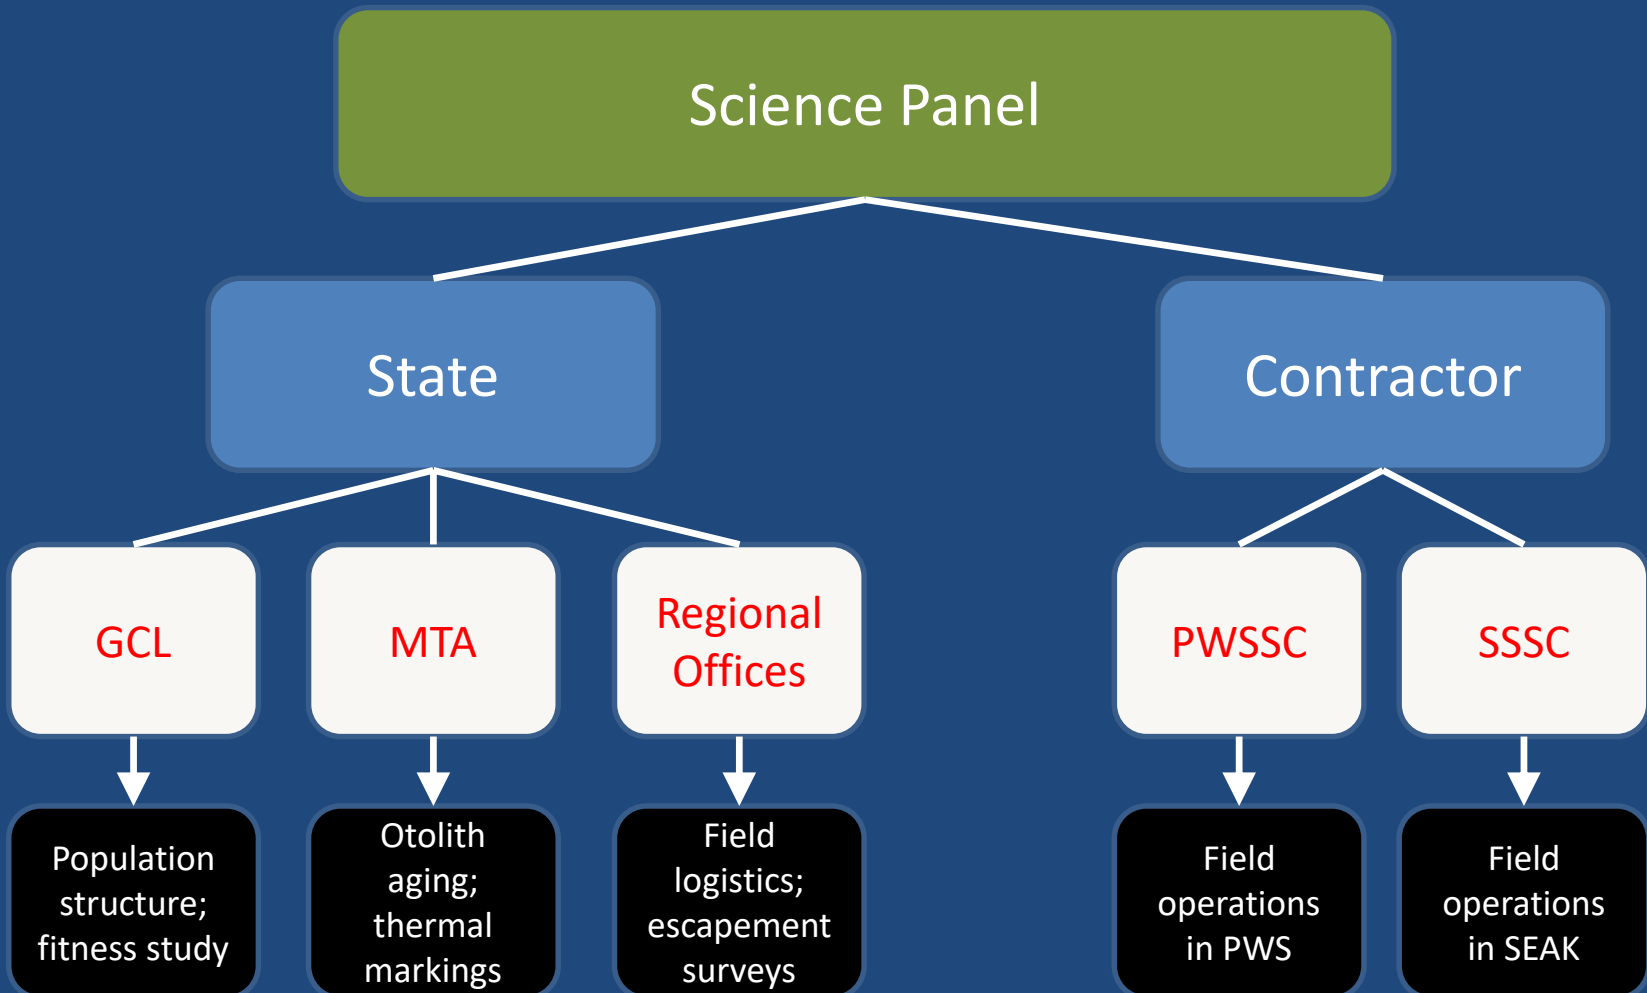 Science Panel
State
Contractor
GCL
MTA
Regional
Offices
PWSSC
SSSC
Population
structure;
fitness study
Otolith
aging;
thermal
markings
Field
logistics;
escapement
surveys
Field
operations
in PWS
Field
operations
in SEAK